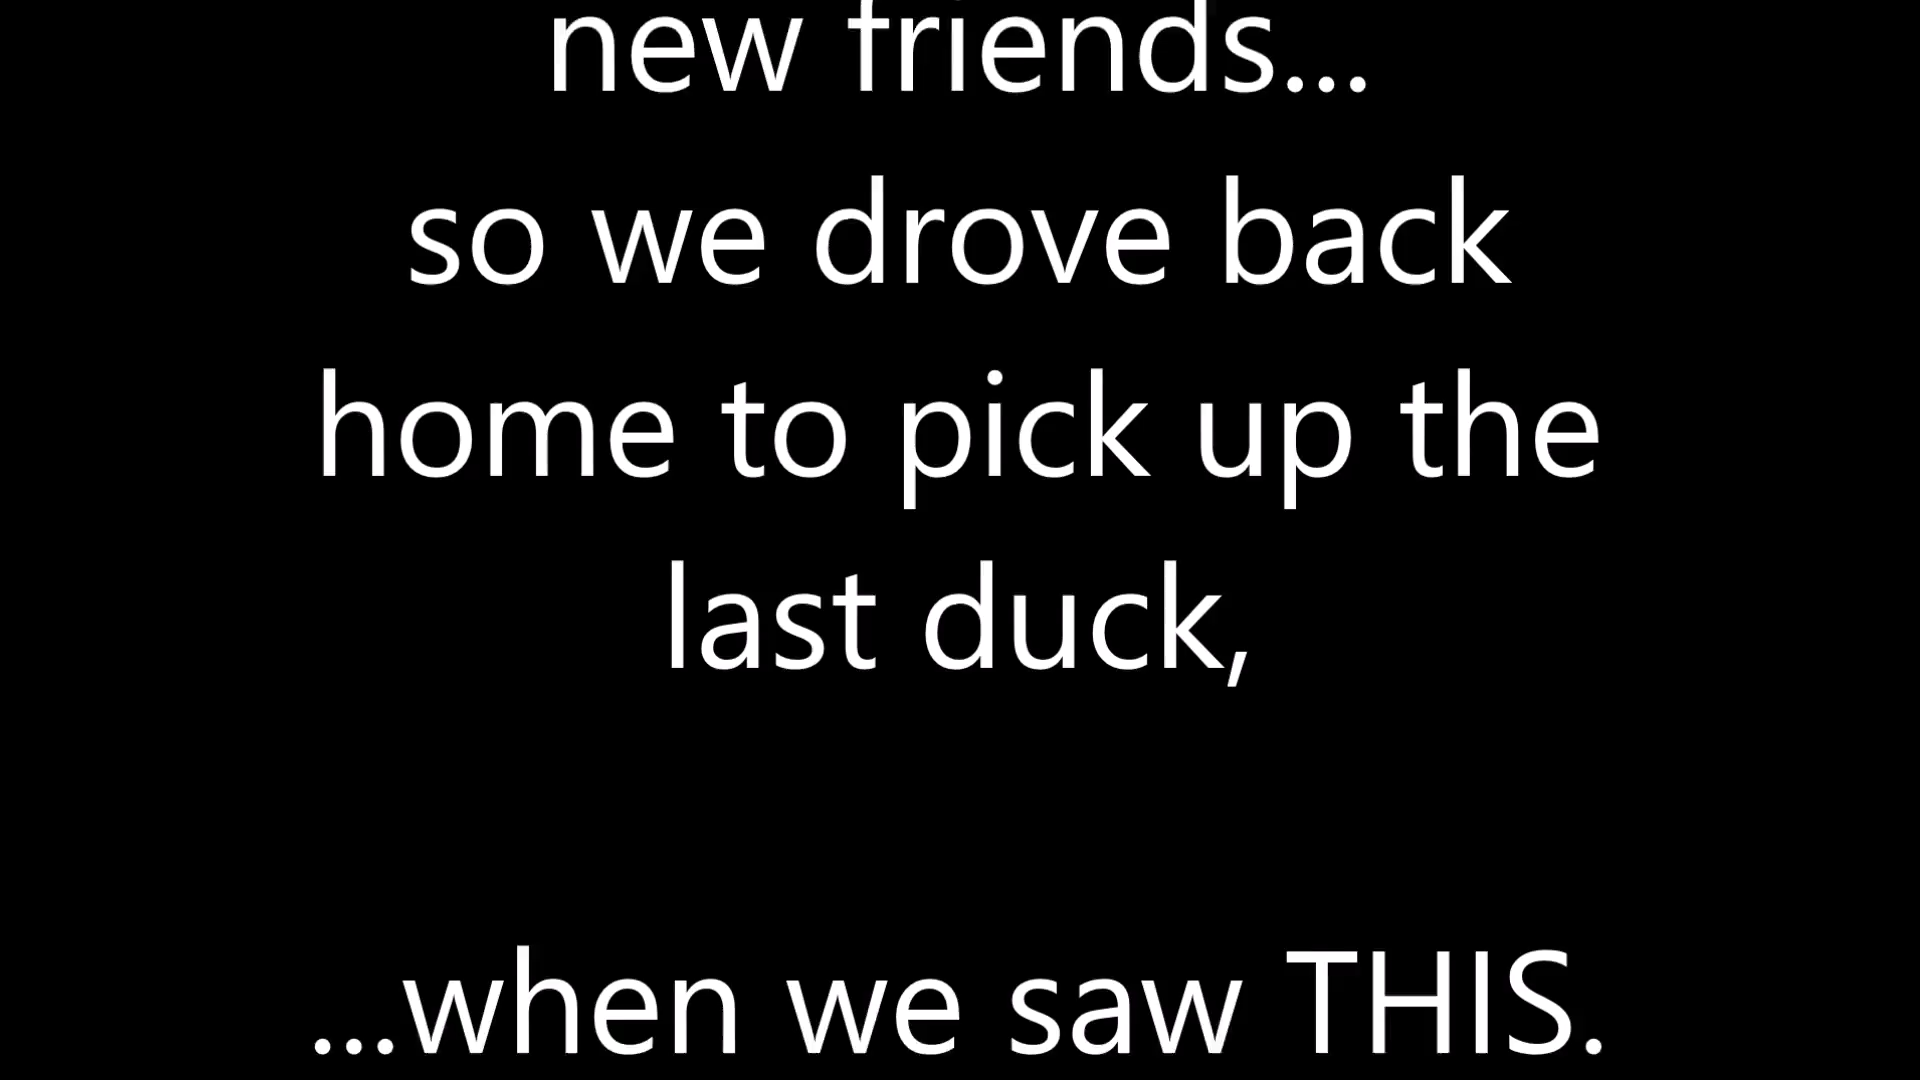 new friends...
so we drove back
home to pick up the
last duck,
...when we saw THIS.